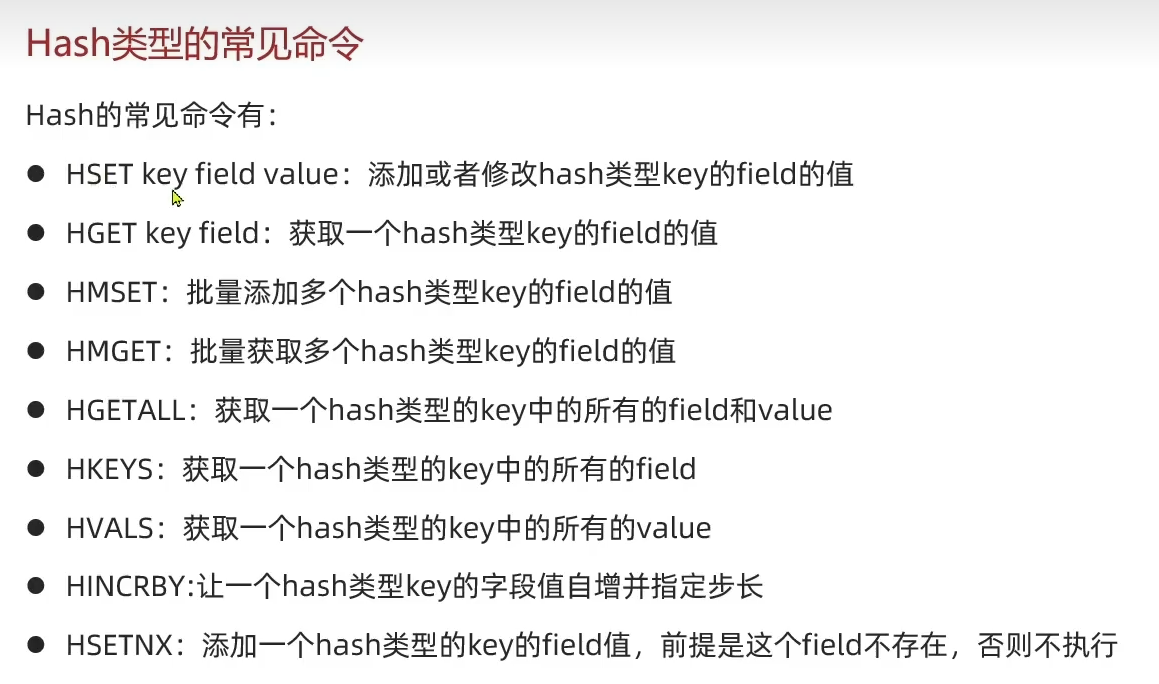 Hash类型的常见命令
Hash的常见命令有：
● HSET key field value：添加或者修改hash类型key的field的值
● HGET key field：获取一个hash类型key的field的值
● HMSET：批量添加多个hash类型key的field的值
● HMGET：批量获取多个hash类型key的field的值
● HGETALL：获取一个hash类型的key中的所有的field和value
● HKEYS：获取一个hash类型的key中的所有的field
● HVALS：获取一个hash类型的key中的所有的value
● HINCRBY:让一个hash类型key的字段值自增并指定步长
● HSETNX：添加一个hash类型的key的field值，前提是这个field不存在，否则不执行